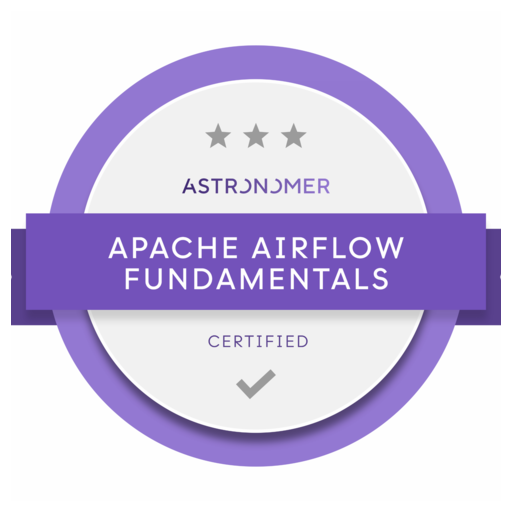 ASTRONOMER
APACHE AIRFLOW
FUNDAMENTALS
CERTIFIED